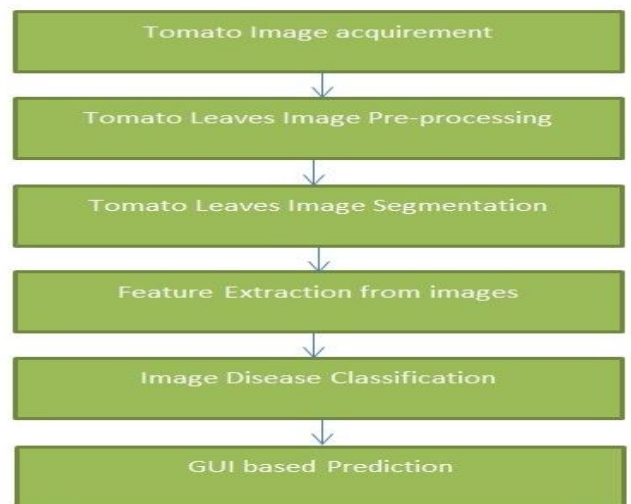 Tomato Image acquirement
Tomato Leaves Image Pre-processing
Tomato Leaves Image Segmentation
Feature Extraction from images
Image Disease Classification
GUI based Prediction